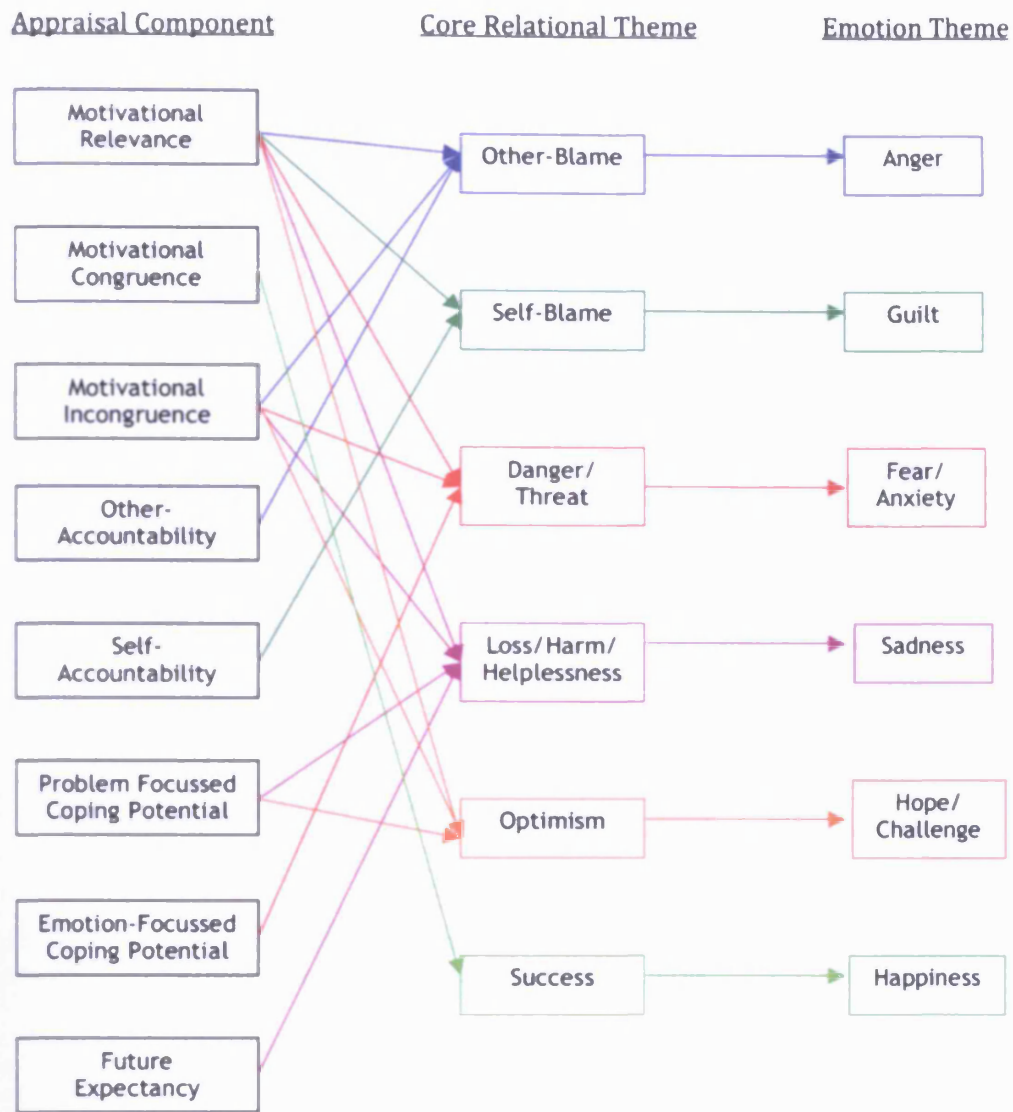 Appraisal Component
Core Relational Theme
Emotion Theme
Motivational
Relevance
Motivational
Congruence
Motivational
Incongruence
Other-
Accountability
Self-
Accountability
Problem Focussed
Coping Potential
Emotion-Focussed
Coping Potential
Future
Expectancy
Other-Blame
Self-Blame
Danger/
Threat
Loss/Harm/
Helplessness
Optimism
Success
Anger
Guilt
Fear/
Anxiety
Sadness
Hope/
Challenge
Happiness